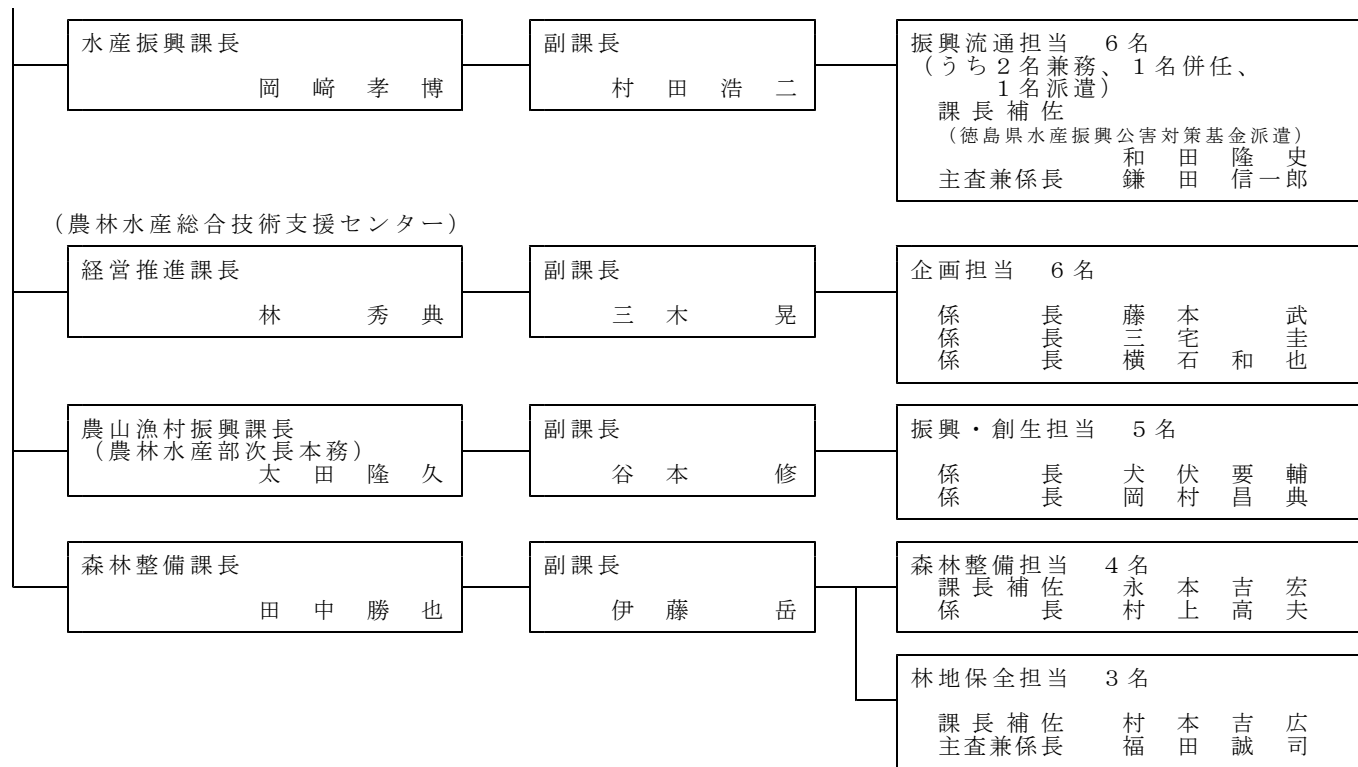 水産振興課長
岡﨑孝博
副課長
村田浩二
振興流通担当　6名
（うち2名兼務、1名併任、
1名派遣）
課長補佐
（徳島県水産振興公害対策基金派遣）
和田隆史
主査兼係長　鎌田信一郎
（農林水産総合技術支援センター）
経営推進課長
林　秀典
副課長
三木　晃
企画担当　6名
係長　藤本　武
係長　三宅　圭
係長　横石和也
農山漁村振興課長
（農林水産部次長本務）
太田隆久
副課長
谷本　修
振興・創生担当　5名
係長　犬伏要輔
係長　岡村昌典
森林整備課長
田中勝也
副課長
伊藤　岳
森林整備担当　4名
課長補佐　永本吉宏
係長　村上高夫
林地保全担当　3名
課長補佐　村本吉広
主査兼係長　福田誠司